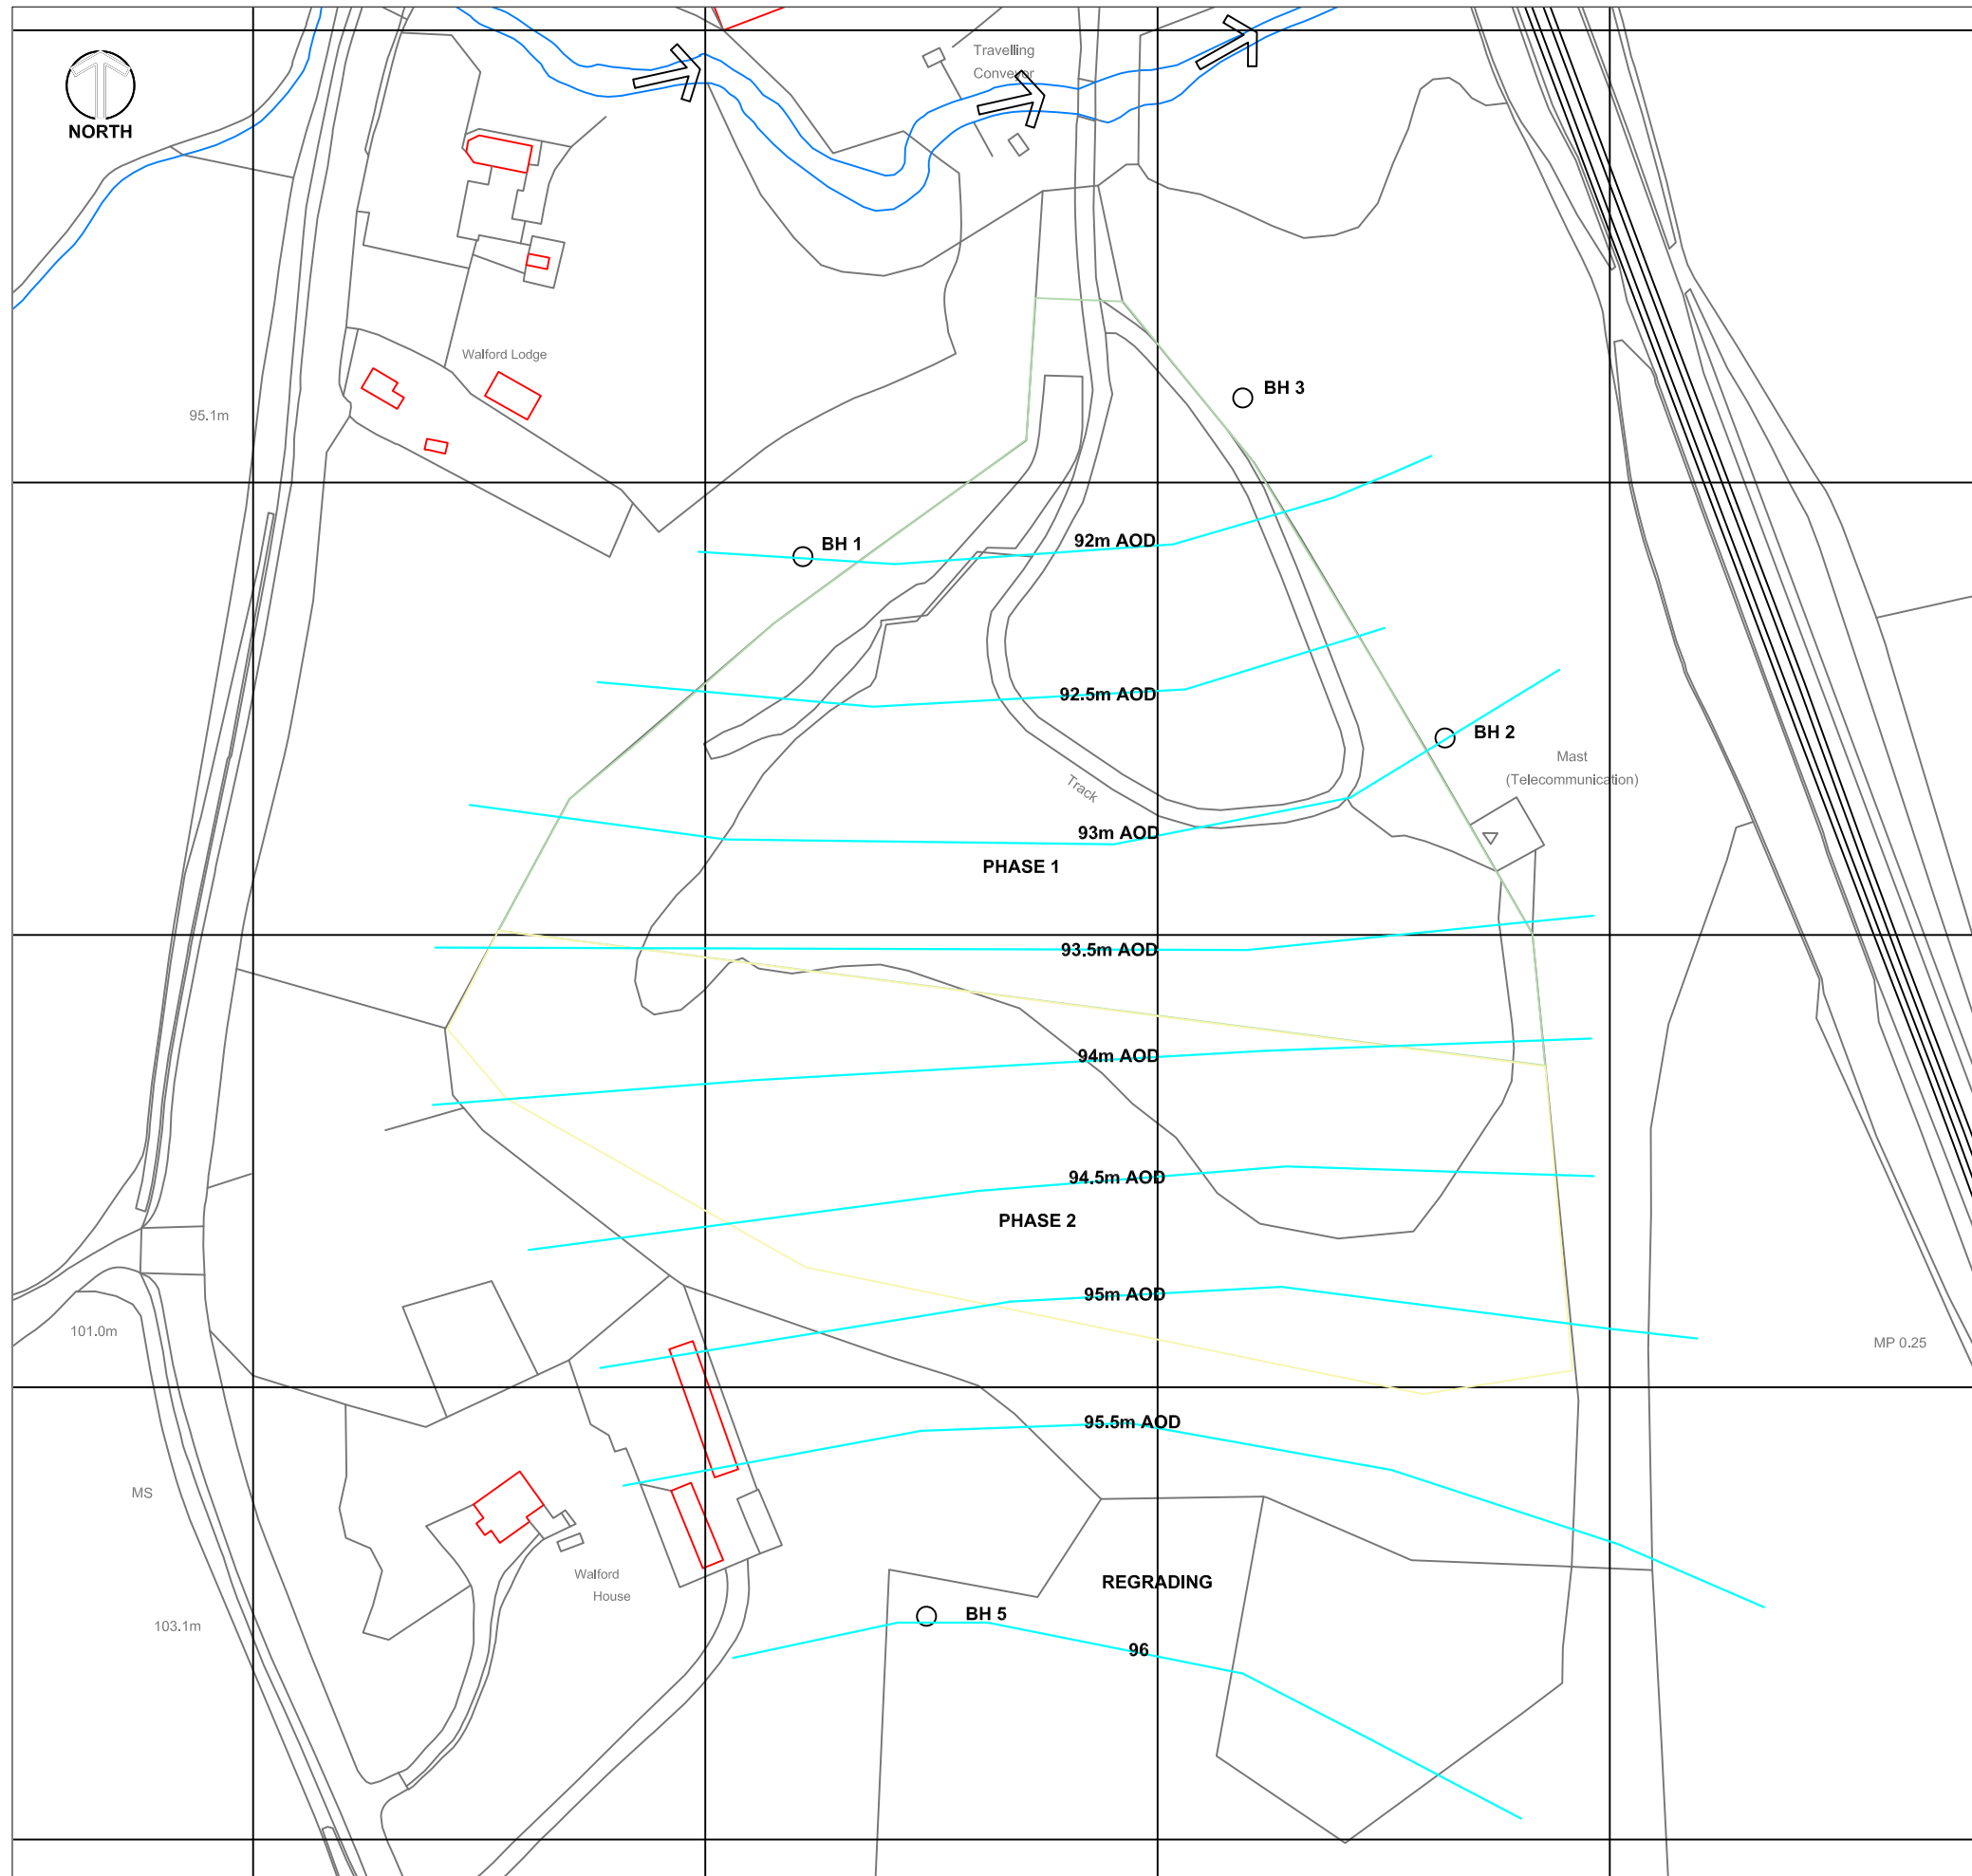 Travelling
Conveyor
NORTH
Walford Lodge
BH 3
95.1m
92m AOD
BH 1
92.5m AOD
BH 2
Mast
(Telecommunication)
Track
93m AOD
PHASE 1
93.5m AOD
94m AOD
94.5m AOD
PHASE 2
95m AOD
101.0m
MP 0.25
95.5m AOD
MS
Walford
House
REGRADING
BH 5
103.1m
96